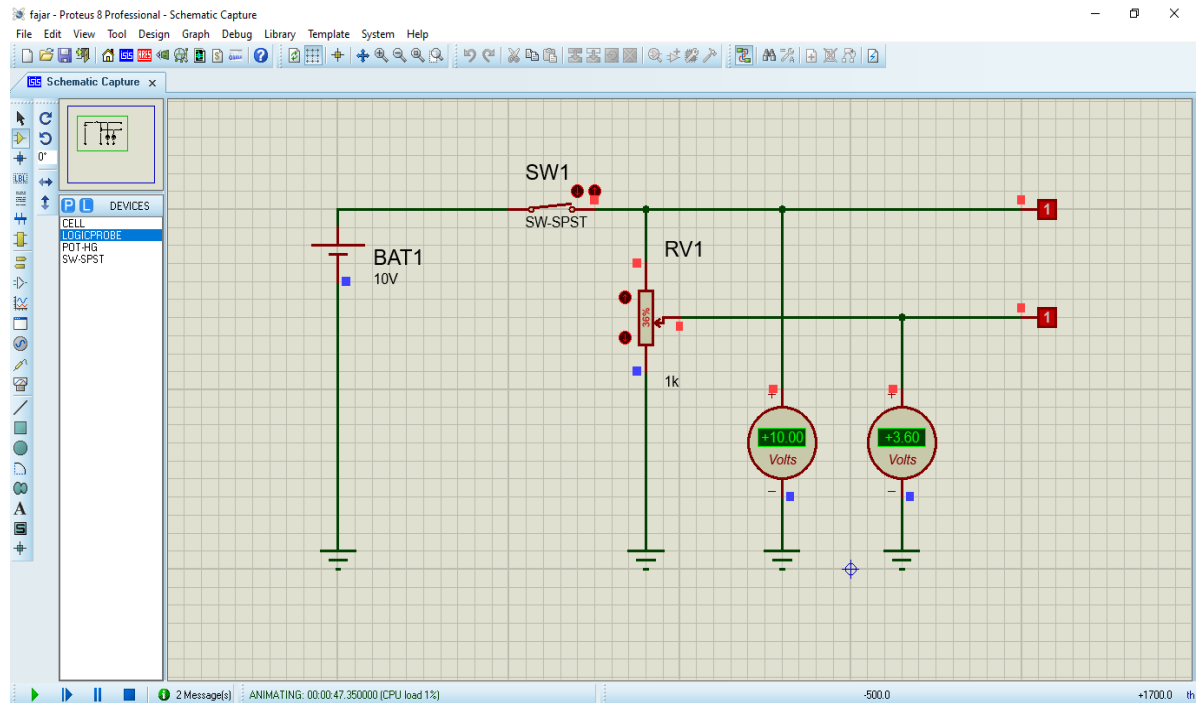 fajar - Proteus 8 Professional - Schematic Capture
File Edit View Tool Design Graph Debug Library Template System Help
Schematic Capture
0°
P L DEVICES
CELL
LOGICPROBE
POT-HG
SW-SPST
SW1
SW-SPST
1
BAT1
10V
RV1
36%
1
1k
+
+
+10.00
Volts
+3.60
Volts
2 Message(s)
ANIMATING: 00:00:47.350000 (CPU load 1%)
-500.0
+1700.0
th